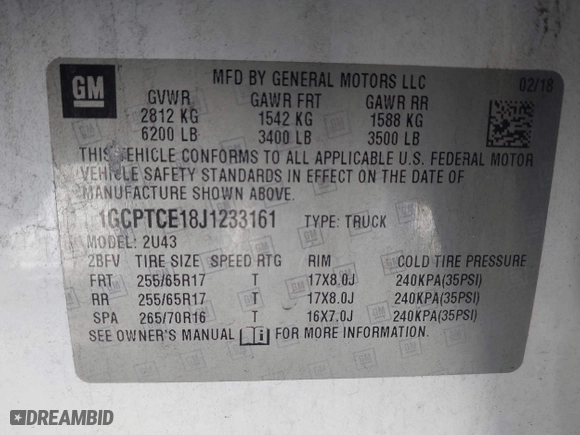 GM
MFD BY GENERAL MOTORS LLC 02/18
GVWR GAWR FRT GAWR RR
2812 KG 1542 KG 1588 KG
6200 LB 3400 LB 3500 LB
THIS VEHICLE CONFORMS TO ALL APPLICABLE U.S. FEDERAL MOTOR
VEHICLE SAFETY STANDARDS IN EFFECT ON THE DATE OF
MANUFACTURE SHOWN ABOVE.
1GCPTCE18J1233161 TYPE: TRUCK
MODEL: 2U43
2BFV TIRE SIZE SPEED RTG RIM COLD TIRE PRESSURE
FRT 255/65R17 T 17X8.0J 240KPA(35PSI)
RR 255/65R17 T 17X8.0J 240KPA(35PSI)
SPA 265/70R16 T 16X7.0J 240KPA(35PSI)
SEE OWNER'S MANUAL i FOR MORE INFORMATION.
DREAMBID